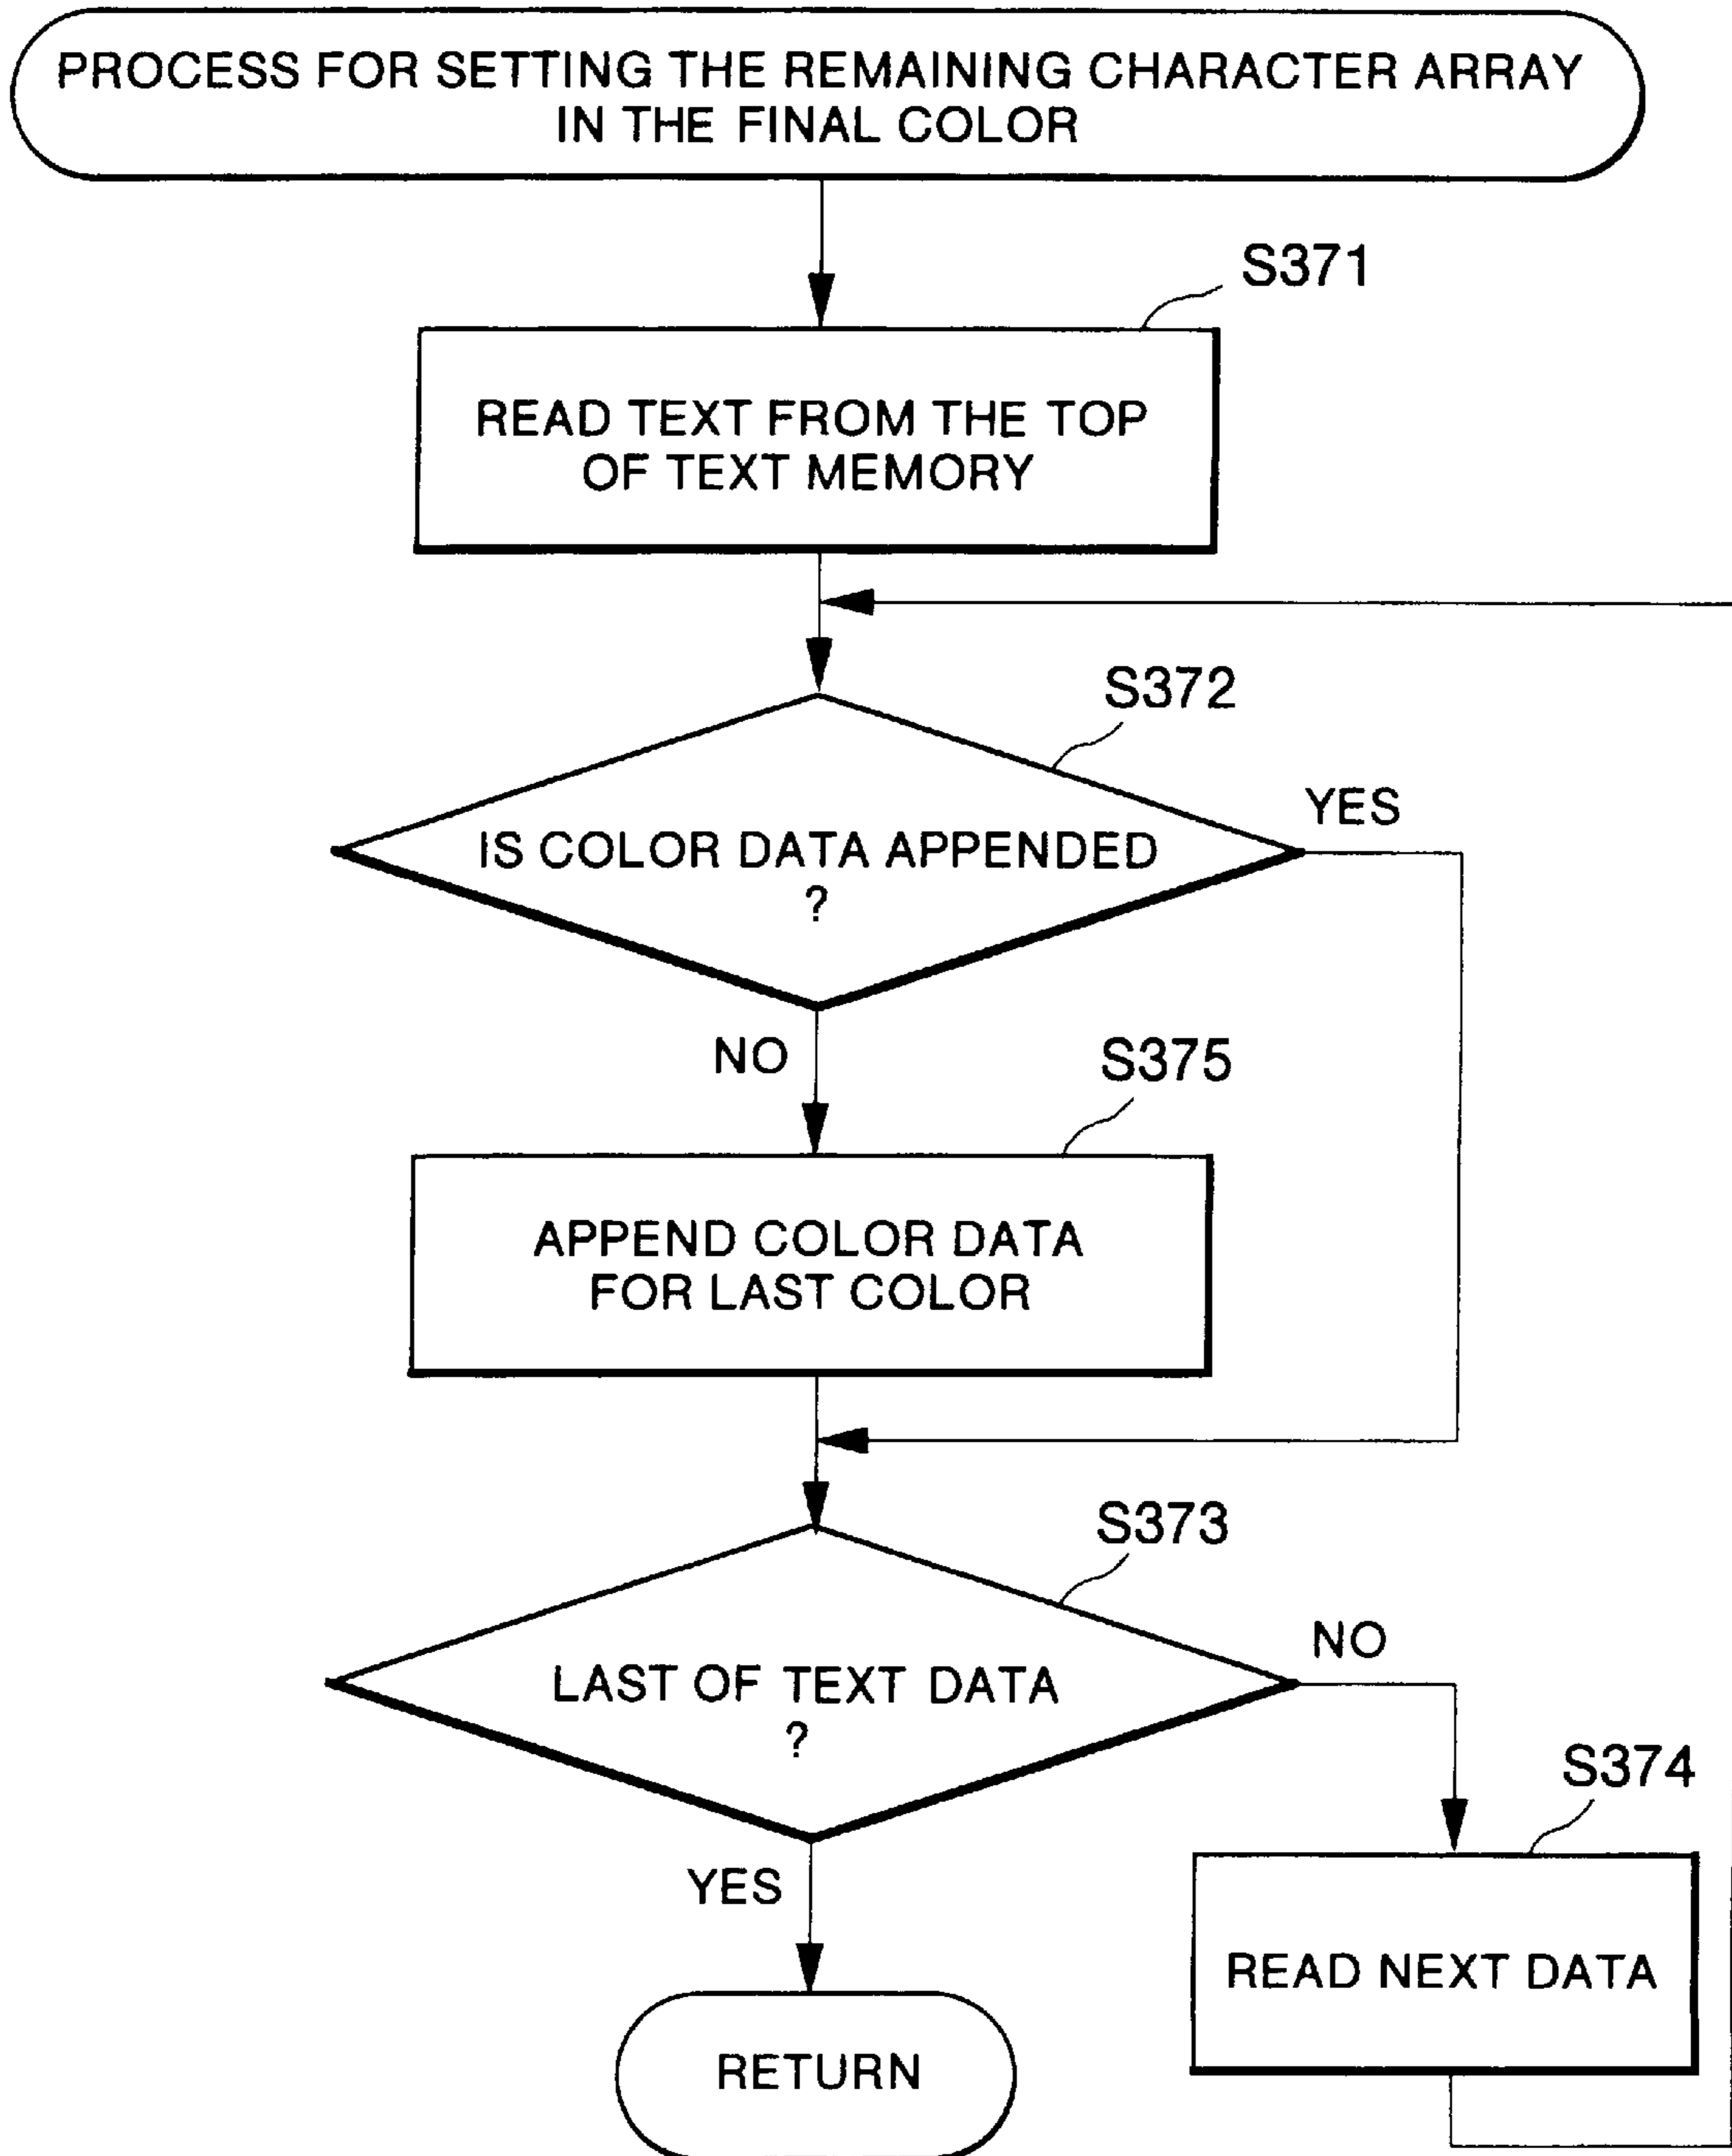 PROCESS FOR SETTING THE REMAINING CHARACTER ARRAY
IN THE FINAL COLOR
S371
READ TEXT FROM THE TOP
OF TEXT MEMORY
S372
YES
IS COLOR DATA APPENDED
?
NO
S375
APPEND COLOR DATA
FOR LAST COLOR
S373
NO
LAST OF TEXT DATA
?
S374
YES
READ NEXT DATA
RETURN